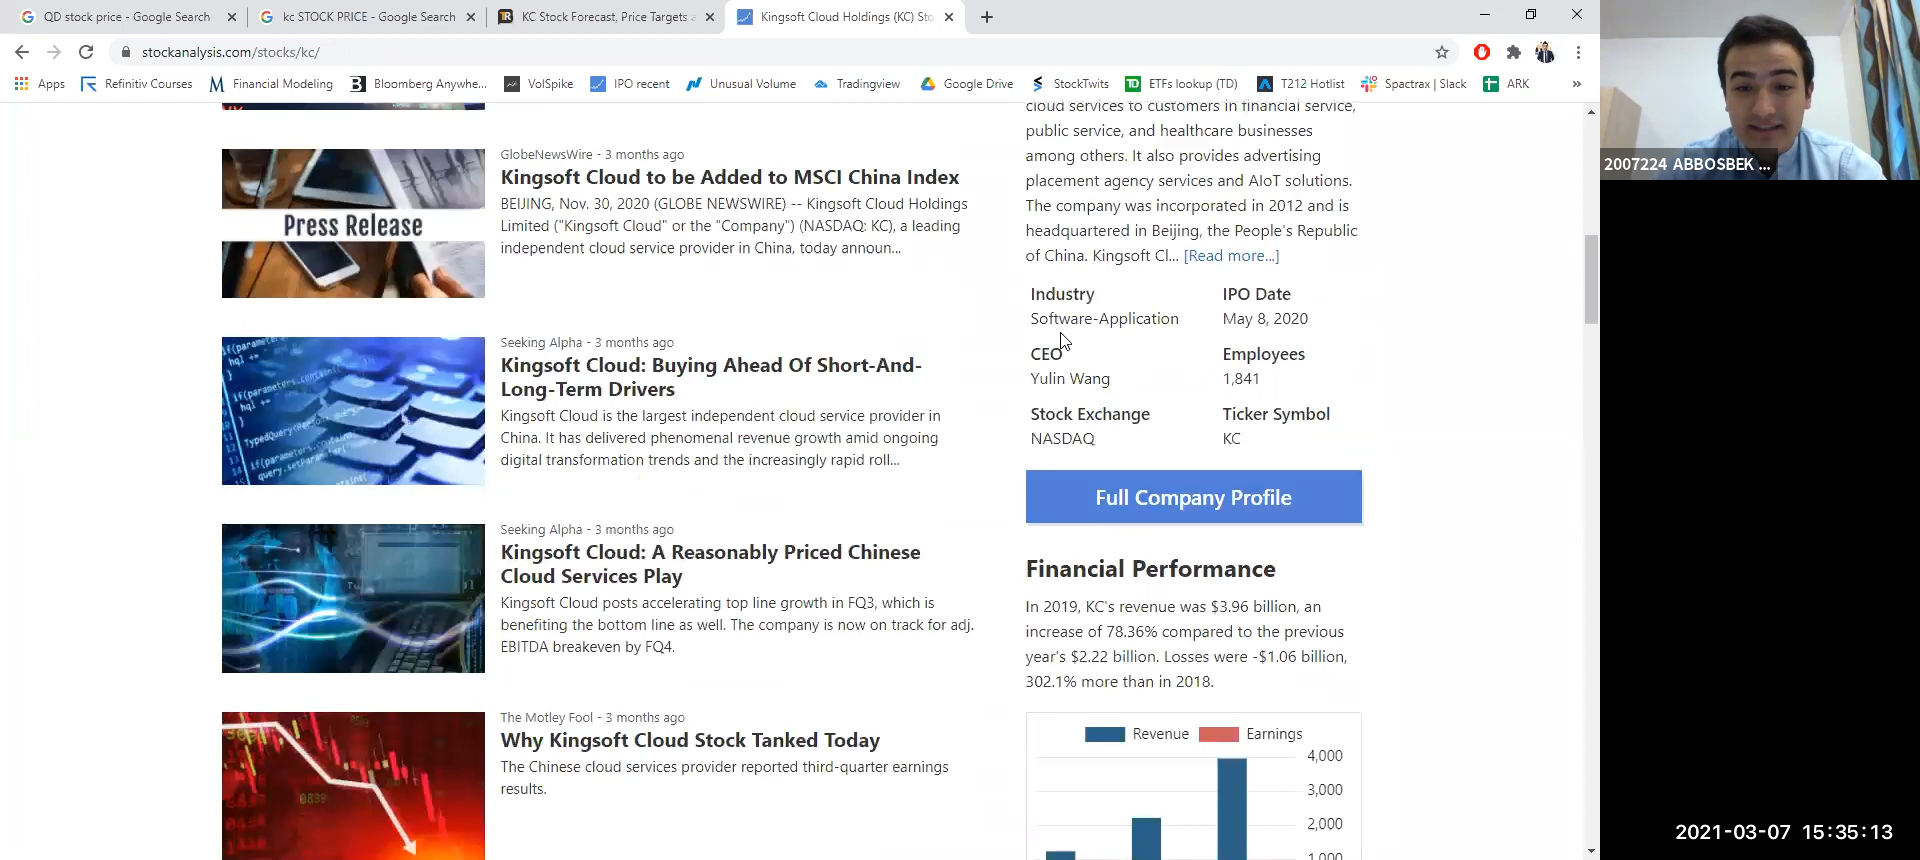 QD stock price - Google Search
kc STOCK PRICE - Google Search
KC Stock Forecast, Price Targets a
Kingsoft Cloud Holdings (KC) Sto
stockanalysis.com/stocks/kc/
Apps
Refinitiv Courses
Financial Modeling
Bloomberg Anywhe...
VolSpike
IPO recent
Unusual Volume
Tradingview
Google Drive
StockTwits
ETFs lookup (TD)
T212 Hotlist
Spactrax | Slack
ARK
GlobeNewsWire - 3 months ago
Kingsoft Cloud to be Added to MSCI China Index
BEIJING, Nov. 30, 2020 (GLOBE NEWSWIRE) -- Kingsoft Cloud Holdings
Limited ("Kingsoft Cloud" or the "Company") (NASDAQ: KC), a leading
independent cloud service provider in China, today announ...
Press Release
Seeking Alpha - 3 months ago
Kingsoft Cloud: Buying Ahead Of Short-And-
Long-Term Drivers
Kingsoft Cloud is the largest independent cloud service provider in
China. It has delivered phenomenal revenue growth amid ongoing
digital transformation trends and the increasingly rapid roll...
Seeking Alpha - 3 months ago
Kingsoft Cloud: A Reasonably Priced Chinese
Cloud Services Play
Kingsoft Cloud posts accelerating top line growth in FQ3, which is
benefiting the bottom line as well. The company is now on track for adj.
EBITDA breakeven by FQ4.
The Motley Fool - 3 months ago
Why Kingsoft Cloud Stock Tanked Today
The Chinese cloud services provider reported third-quarter earnings
results.
cloud services to customers in financial service,
public service, and healthcare businesses
among others. It also provides advertising
placement agency services and AIoT solutions.
The company was incorporated in 2012 and is
headquartered in Beijing, the People's Republic
of China. Kingsoft Cl... [Read more...]
Industry
Software-Application
IPO Date
May 8, 2020
CEO
Yulin Wang
Employees
1,841
Stock Exchange
NASDAQ
Ticker Symbol
KC
Full Company Profile
Financial Performance
In 2019, KC's revenue was $3.96 billion, an
increase of 78.36% compared to the previous
year's $2.22 billion. Losses were -$1.06 billion,
302.1% more than in 2018.
Revenue
Earnings
4,000
3,000
2,000
1,000
2007224 ABBOSBEK ...
2021-03-07 15:35:13